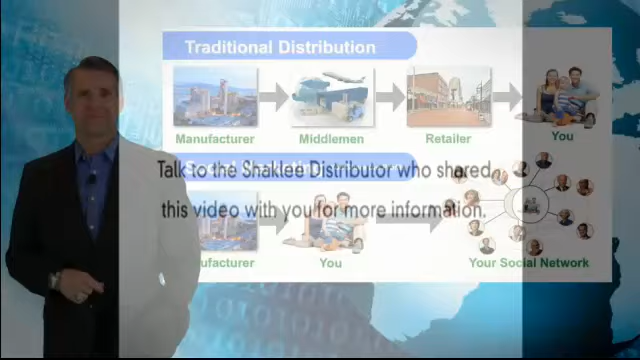 Traditional Distribution
Manufacturer
Middlemen
Retailer
You
Talk to the Shaklee Distributor who shared
this video with you for more information.
ufacturer
You
Your Social Network